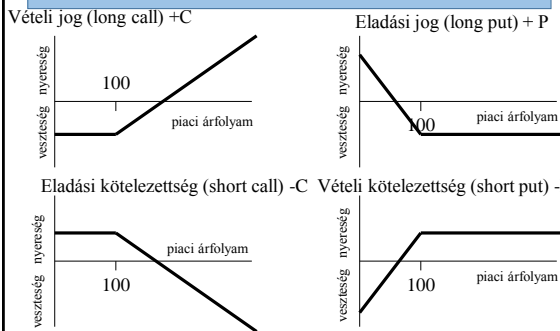 Vételi jog (long call) +C
nyereség
veszteség
100
piaci árfolyam
Eladási jog (long put) + P
nyereség
veszteség
100
piaci árfolyam
Eladási kötelezettség (short call) -C
nyereség
veszteség
piaci árfolyam
100
Vételi kötelezettség (short put) -
nyereség
veszteség
100
piaci árfolyam